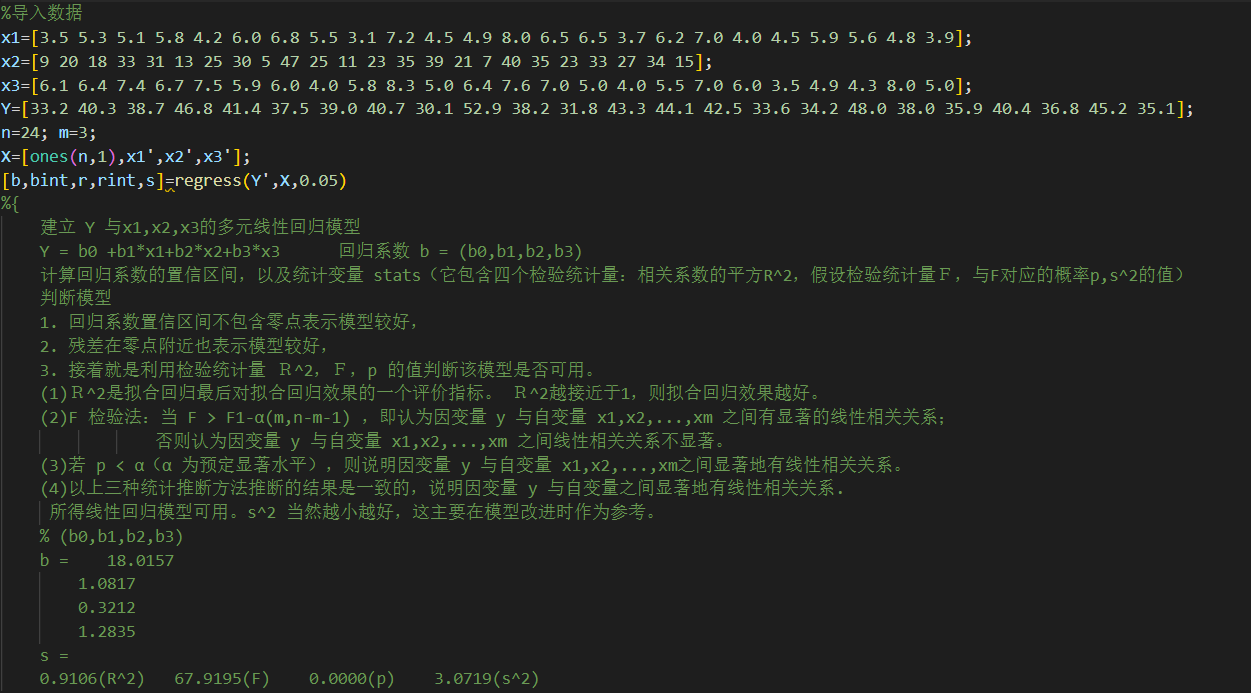 %导入数据
x1=[3.5 5.3 5.1 5.8 4.2 6.0 6.8 5.5 3.1 7.2 4.5 4.9 8.0 6.5 6.5 3.7 6.2 7.0 4.0 4.5 5.9 5.6 4.8 3.9];
x2=[9 20 18 33 31 13 25 30 5 47 25 11 23 35 39 21 7 40 35 23 33 27 34 15];
x3=[6.1 6.4 7.4 6.7 7.5 5.9 6.0 4.0 5.8 8.3 5.0 6.4 7.6 7.0 5.0 4.0 5.5 7.0 6.0 3.5 4.9 4.3 8.0 5.0];
Y=[33.2 40.3 38.7 46.8 41.4 37.5 39.0 40.7 30.1 52.9 38.2 31.8 43.3 44.1 42.5 33.6 34.2 48.0 38.0 35.9 40.4 36.8 45.2 35.1];
n=24; m=3;
X=[ones(n,1),x1',x2',x3'];
[b,bint,r,rint,s]=regress(Y',X,0.05)
%{
建立 Y 与x1,x2,x3的多元线性回归模型
Y = b0 +b1*x1+b2*x2+b3*x3 回归系数 b = (b0,b1,b2,b3)
计算回归系数的置信区间，以及统计变量 stats（它包含四个检验统计量：相关系数的平方R^2，假设检验统计量Ｆ，与F对应的概率p,s^2的值）
判断模型
1. 回归系数置信区间不包含零点表示模型较好，
2. 残差在零点附近也表示模型较好，
3. 接着就是利用检验统计量 Ｒ^2，Ｆ，p 的值判断该模型是否可用。
(1)Ｒ^2是拟合回归最后对拟合回归效果的一个评价指标。 Ｒ^2越接近于1，则拟合回归效果越好。
(2)F 检验法：当 F > F1-α(m,n-m-1) ，即认为因变量 y 与自变量 x1,x2,...,xm 之间有显著的线性相关关系；
否则认为因变量 y 与自变量 x1,x2,...,xm 之间线性相关关系不显著。
(3)若 p < α（α 为预定显著水平），则说明因变量 y 与自变量 x1,x2,...,xm之间显著地有线性相关关系。
(4)以上三种统计推断方法推断的结果是一致的，说明因变量 y 与自变量之间显著地有线性相关关系.
所得线性回归模型可用。s^2 当然越小越好，这主要在模型改进时作为参考。
% (b0,b1,b2,b3)
b = 18.0157
1.0817
0.3212
1.2835
s =
0.9106(R^2) 67.9195(F) 0.0000(p) 3.0719(s^2)